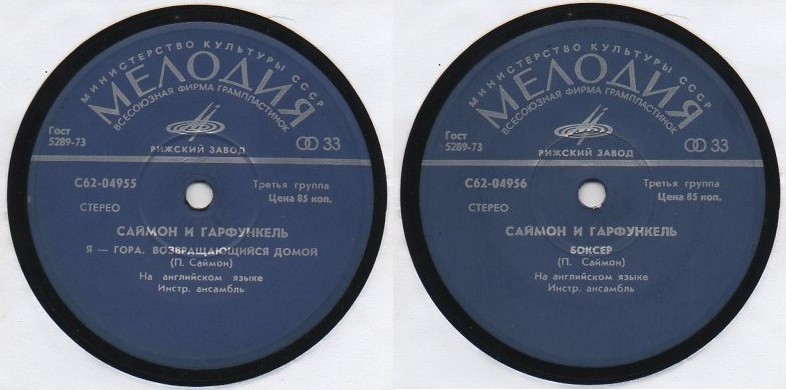 МИНИСТЕРСТВО КУЛЬТУРЫ СССР
МЕЛОДИЯ
ВСЕСОЮЗНАЯ ФИРМА ГРАМПЛАСТИНОК
Гост
5289-73
33
РИЖСКИЙ ЗАВОД
С62-04955
Третья группа
Цена 85 коп.
СТЕРЕО
САЙМОН И ГАРФУНКЕЛЬ
Я — ГОРА. ВОЗВРАЩАЮЩИЙСЯ ДОМОЙ
(П. Саймон)
На английском языке
Инстр. ансамбль
МИНИСТЕРСТВО КУЛЬТУРЫ СССР
МЕЛОДИЯ
ВСЕСОЮЗНАЯ ФИРМА ГРАМПЛАСТИНОК
Гост
5289-73
33
РИЖСКИЙ ЗАВОД
С62-04956
Третья группа
Цена 85 коп.
СТЕРЕО
САЙМОН И ГАРФУНКЕЛЬ
БОКСЕР
(П. Саймон)
На английском языке
Инстр. ансамбль